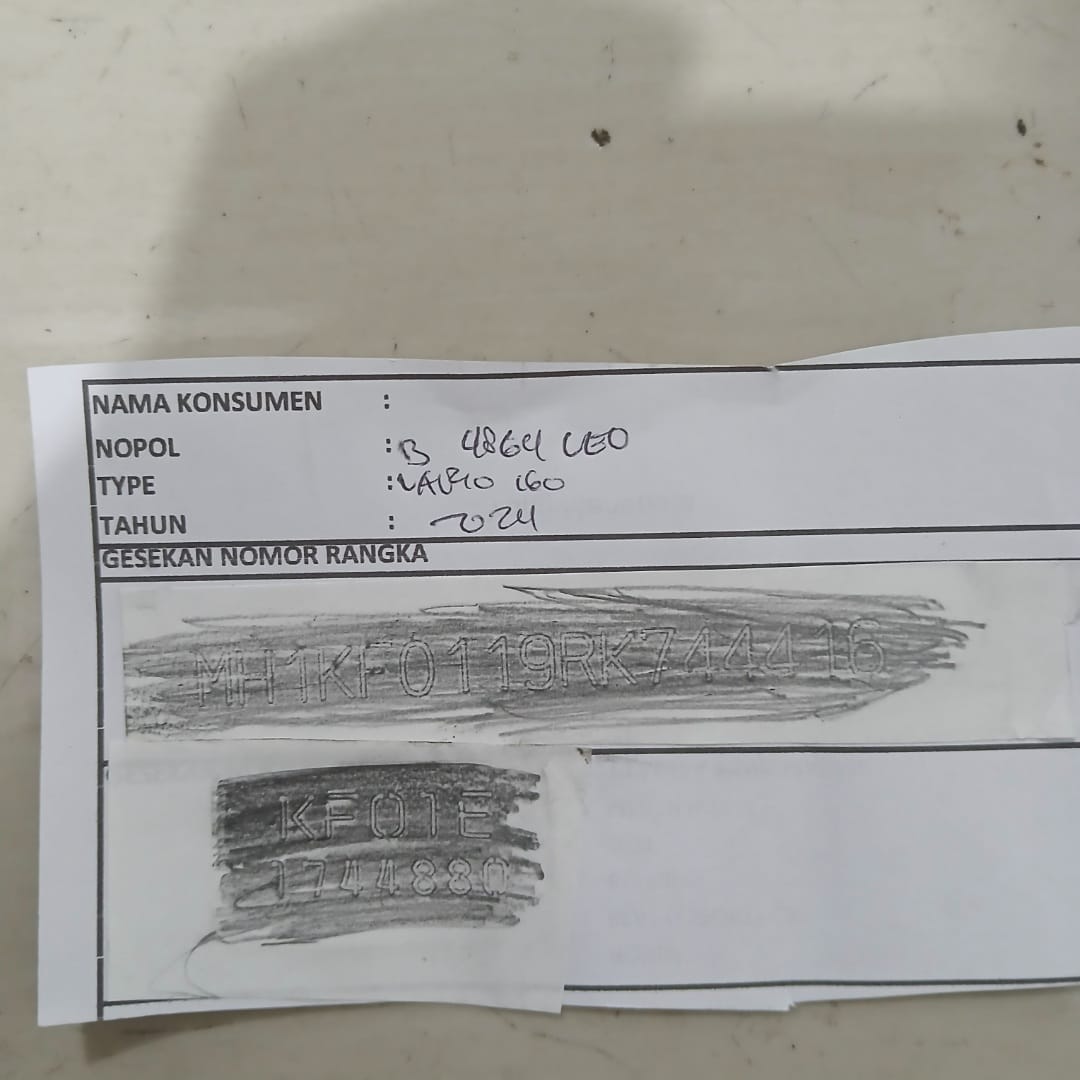 NAMA KONSUMEN :
NOPOL : B 4864 UEO
TYPE : VARIO 160
TAHUN : 2024
GESEKAN NOMOR RANGKA
MH1KF0119RK744416
KF01E
1744880